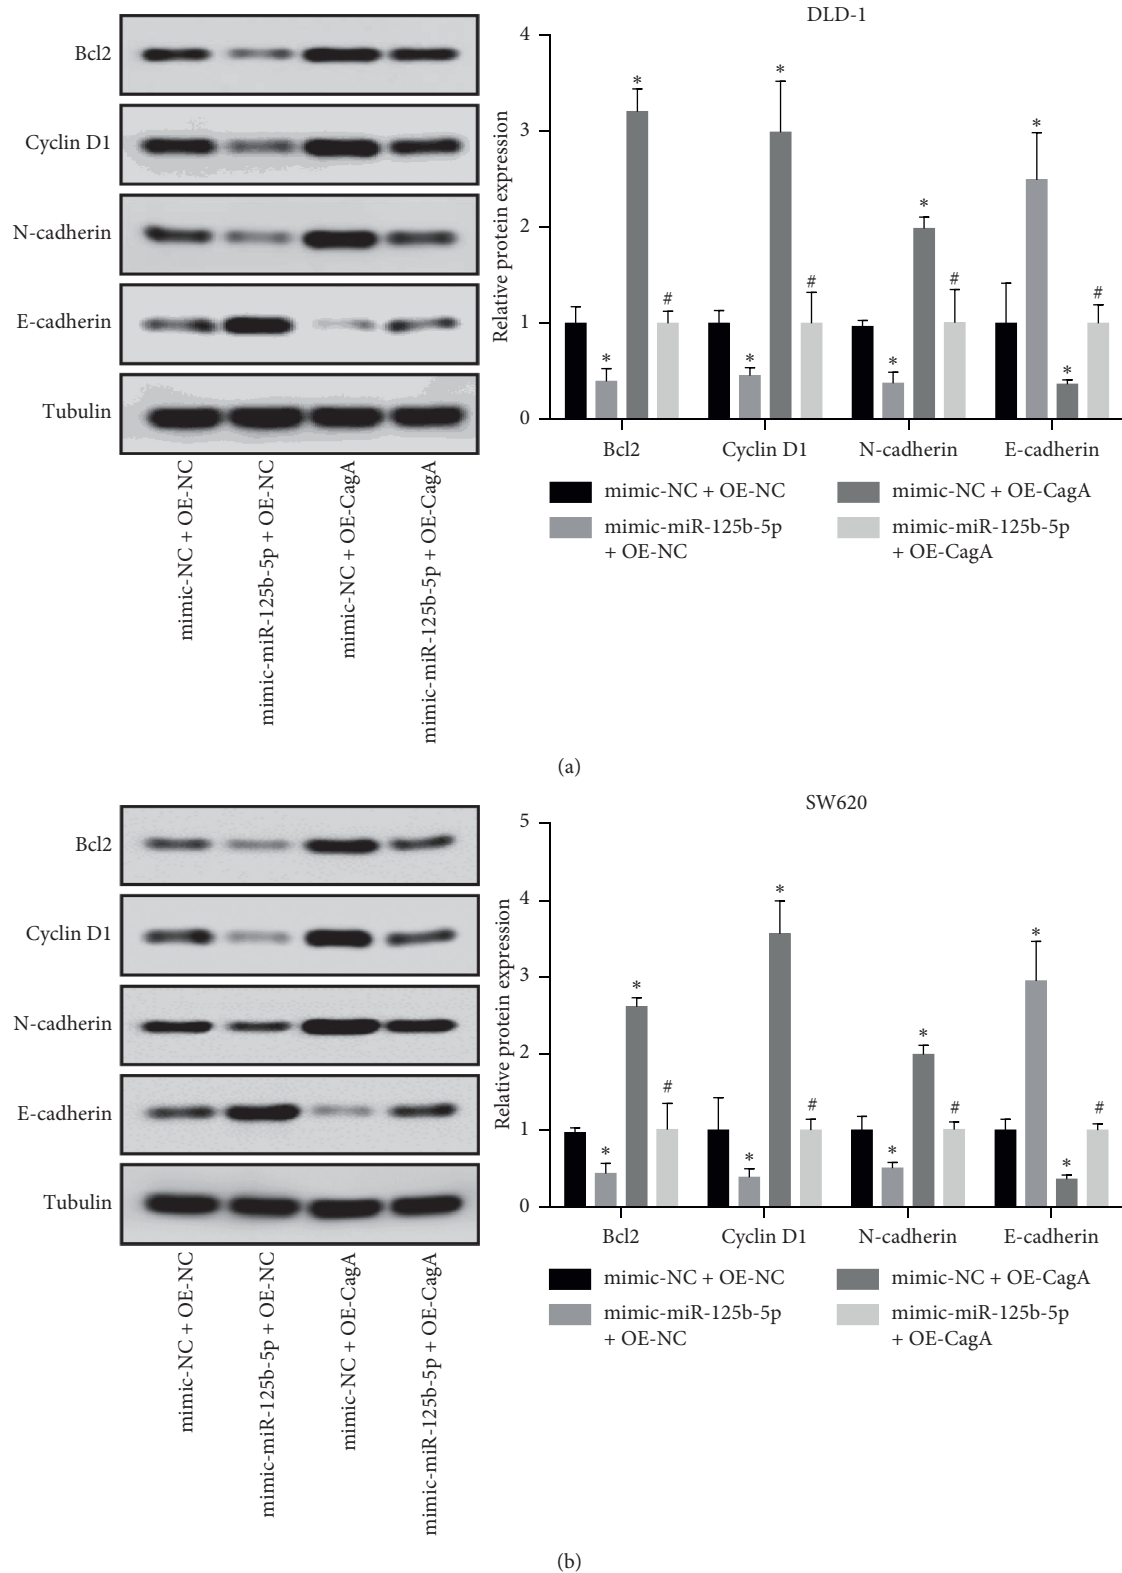 Bcl2
Cyclin D1
N-cadherin
E-cadherin
Tubulin
mimic-NC + OE-NC
mimic-miR-125b-5p + OE-NC
mimic-NC + OE-CagA
mimic-miR-125b-5p + OE-CagA
DLD-1
Relative protein expression
4
3
2
1
0
* * #
* * #
* * #
* * #
Bcl2 Cyclin D1 N-cadherin E-cadherin
mimic-NC + OE-NC
mimic-miR-125b-5p
+ OE-NC
mimic-NC + OE-CagA
mimic-miR-125b-5p
+ OE-CagA
(a)
Bcl2
Cyclin D1
N-cadherin
E-cadherin
Tubulin
mimic-NC + OE-NC
mimic-miR-125b-5p + OE-NC
mimic-NC + OE-CagA
mimic-miR-125b-5p + OE-CagA
SW620
Relative protein expression
5
4
3
2
1
0
* * #
* * #
* * #
* * #
Bcl2 Cyclin D1 N-cadherin E-cadherin
mimic-NC + OE-NC
mimic-miR-125b-5p
+ OE-NC
mimic-NC + OE-CagA
mimic-miR-125b-5p
+ OE-CagA
(b)